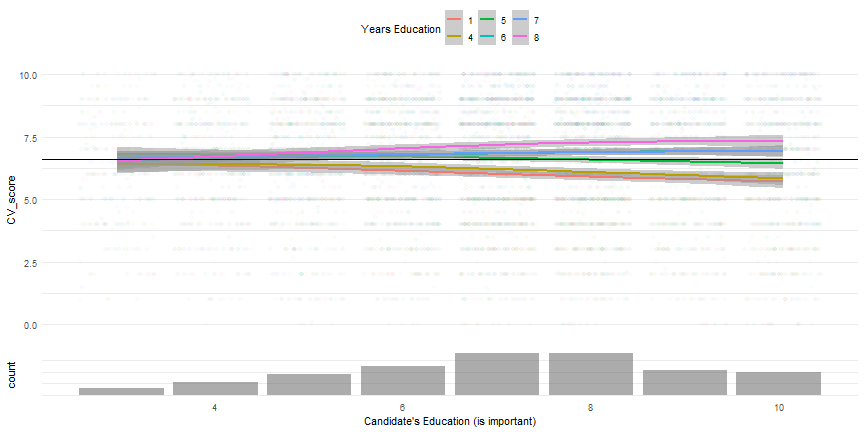 Years Education
1 5 7
4 6 8
10.0
7.5
5.0
2.5
0.0
CV_score
count
4 6 8 10
Candidate's Education (is important)